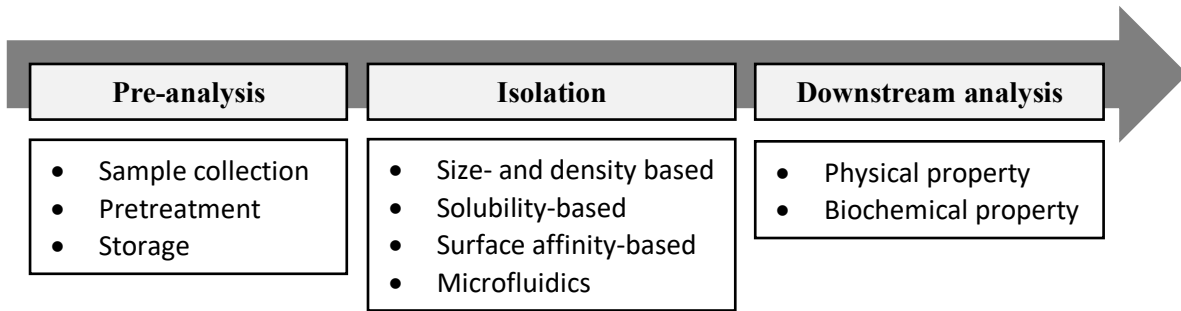 Pre-analysis
• Sample collection
• Pretreatment
• Storage
Isolation
• Size- and density based
• Solubility-based
• Surface affinity-based
• Microfluidics
Downstream analysis
• Physical property
• Biochemical property